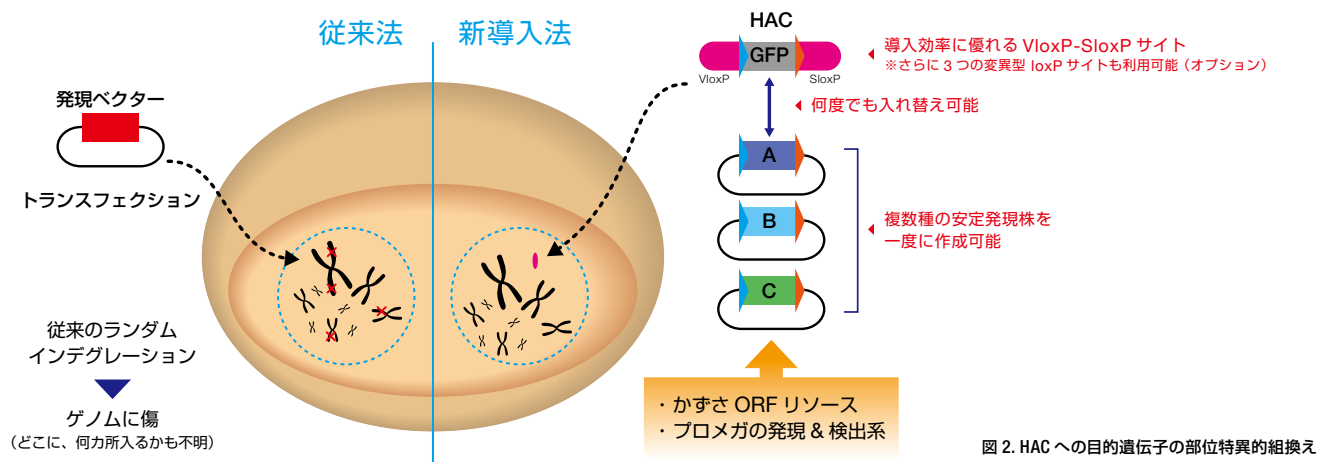 従来法
新導入法
発現ベクター
トランスフェクション
従来のランダム
インデグレーション
ゲノムに傷
（どこに、何カ所入るかも不明）
HAC
GFP
VloxP
SloxP
導入効率に優れる VloxP-SloxP サイト
※さらに 3 つの変異型 loxP サイトも利用可能（オプション）
何度でも入れ替え可能
A
B
C
複数種の安定発現株を
一度に作成可能
・かずさ ORF リソース
・プロメガの発現 & 検出系
図 2. HAC への目的遺伝子の部位特異的組換え